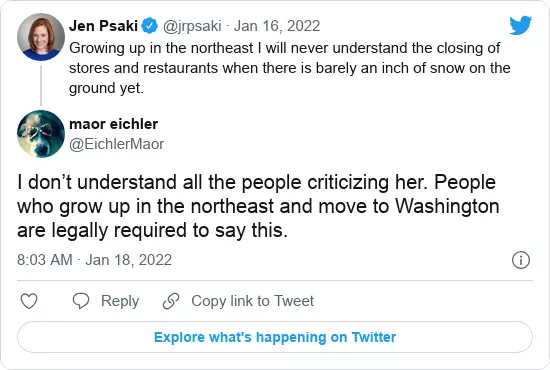 Jen Psaki @jrpsaki · Jan 16, 2022
Growing up in the northeast I will never understand the closing of
stores and restaurants when there is barely an inch of snow on the
ground yet.
maor eichler
@EichlerMaor
I don’t understand all the people criticizing her. People
who grow up in the northeast and move to Washington
are legally required to say this.
8:03 AM · Jan 18, 2022
Reply Copy link to Tweet
Explore what's happening on Twitter